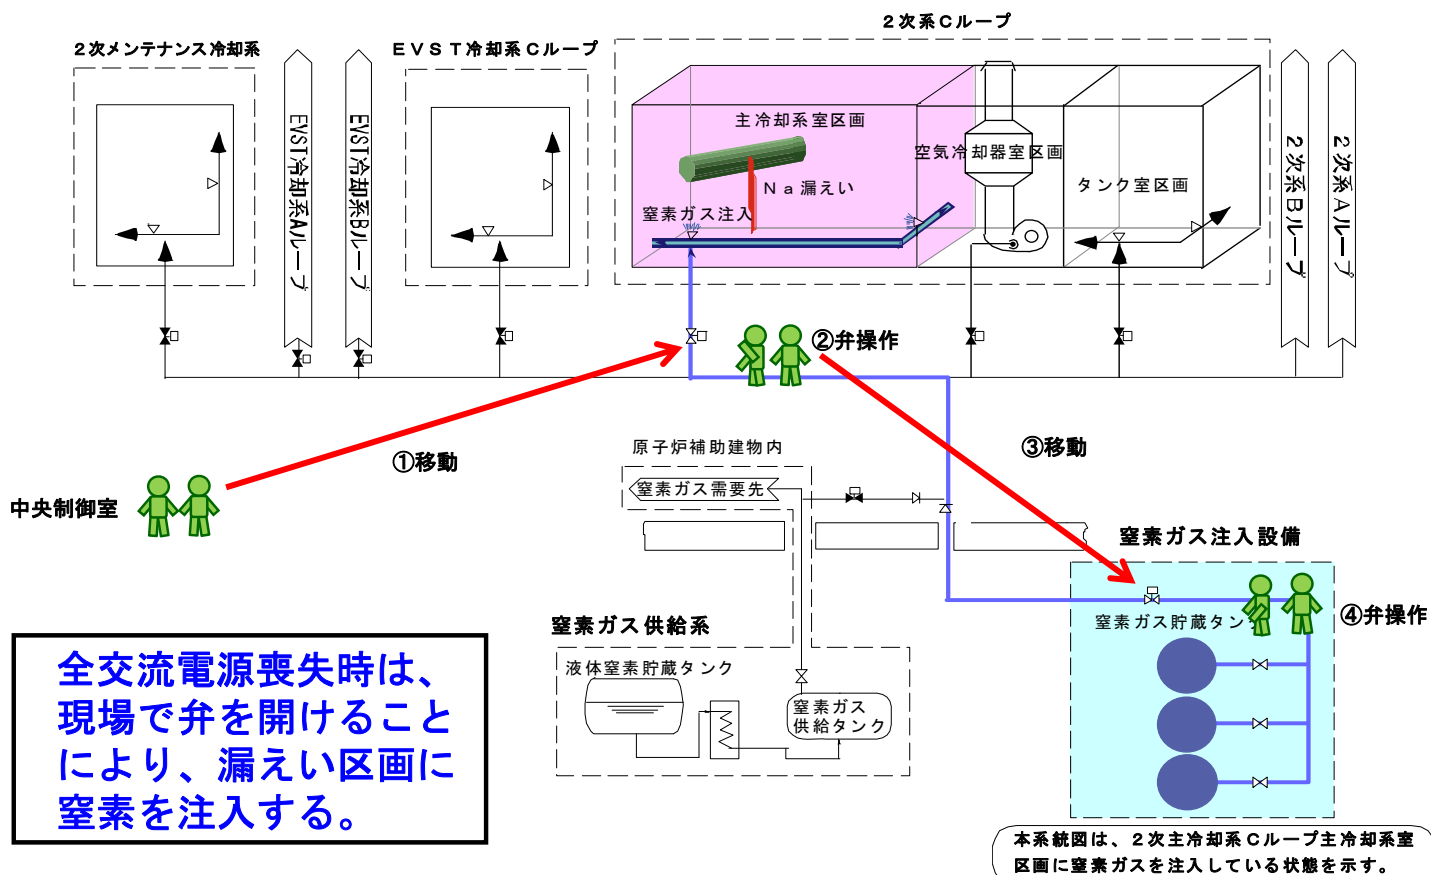 2次系Cループ
2次メンテナンス冷却系
EVST冷却系Cループ
EVST冷却系Aループ
EVST冷却系Bループ
主冷却系室区画
Na漏えい
窒素ガス注入
空気冷却器室区画
タンク室区画
2次系Bループ
2次系Aループ
②弁操作
①移動
③移動
中央制御室
原子炉補助建物内
窒素ガス需要先
窒素ガス注入設備
窒素ガス貯蔵タンク
④弁操作
窒素ガス供給系
液体窒素貯蔵タンク
窒素ガス
供給タンク
全交流電源喪失時は、
現場で弁を開けること
により、漏えい区画に
窒素を注入する。
本系統図は、2次主冷却系Cループ主冷却系室
区画に窒素ガスを注入している状態を示す。